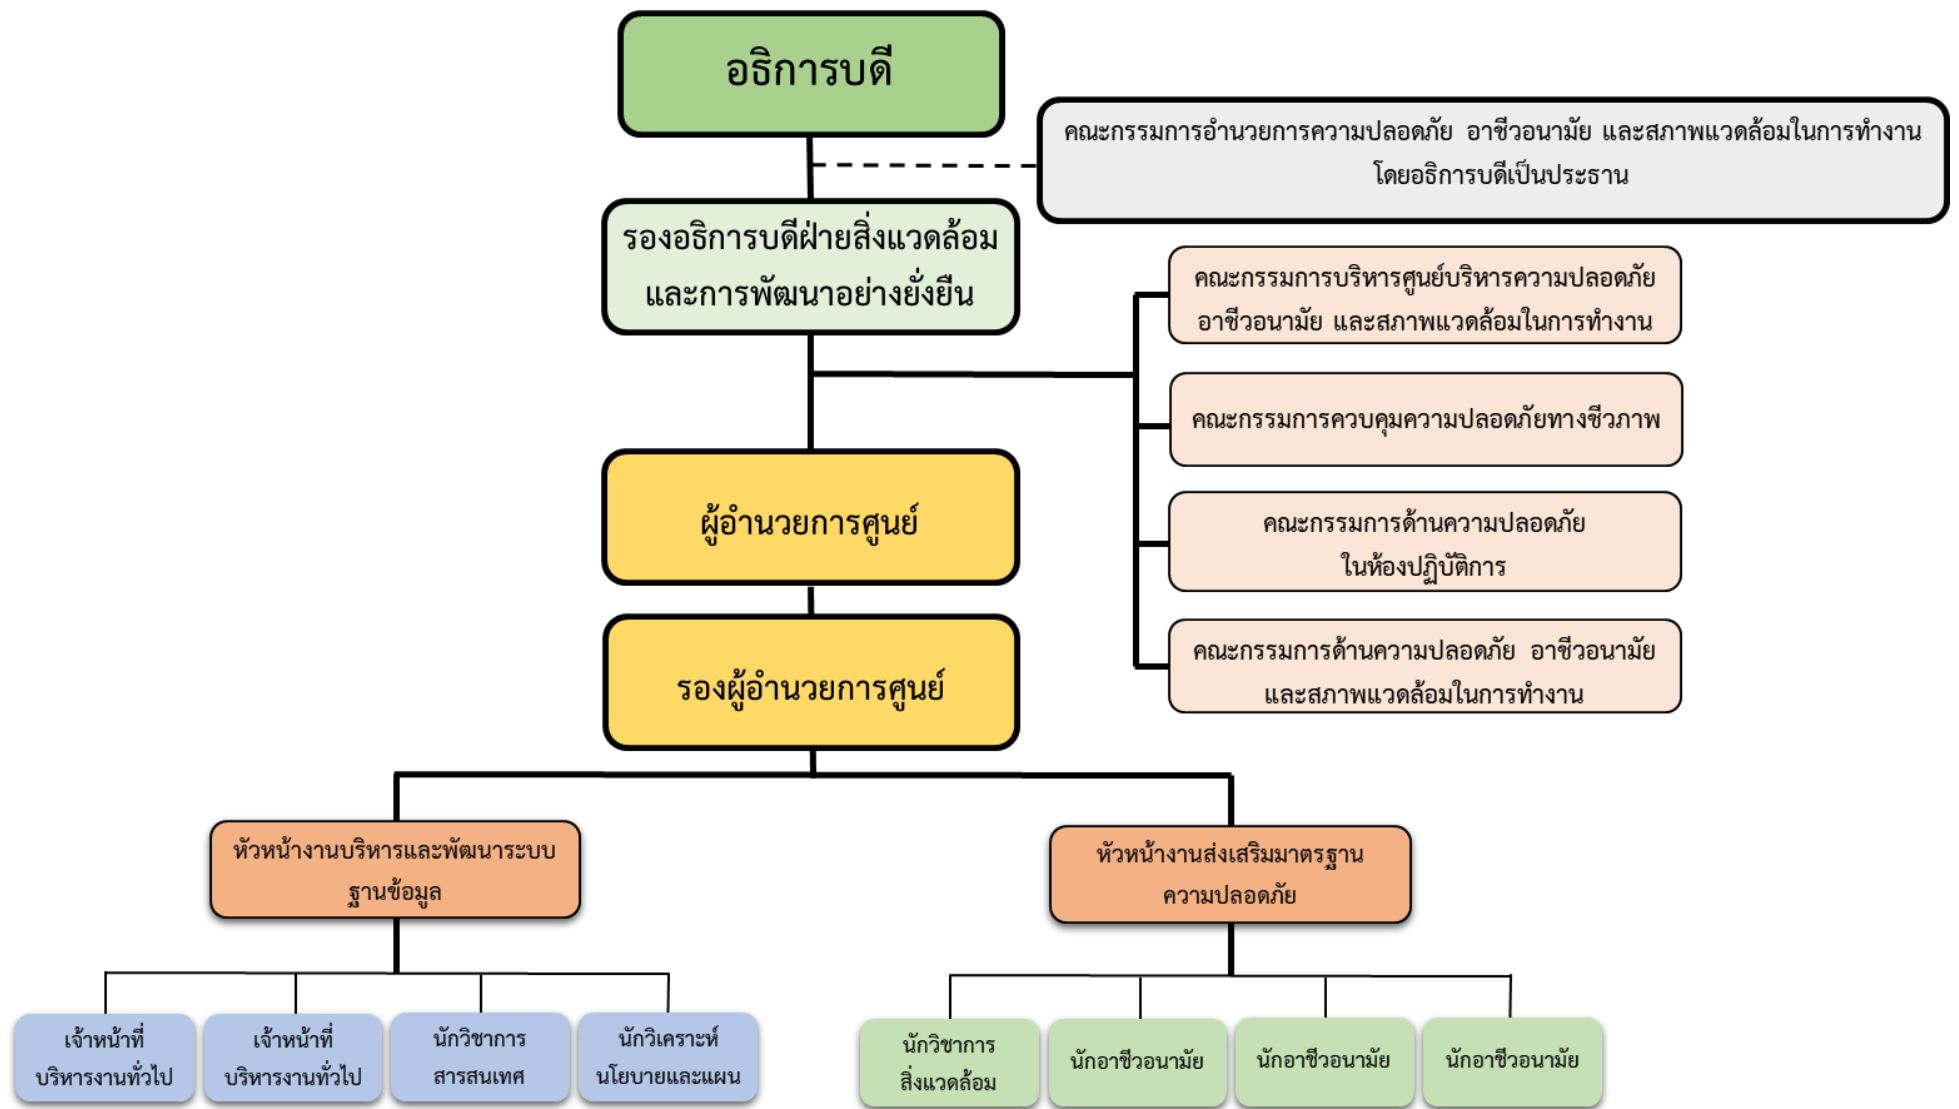 อธิการบดี
คณะกรรมการอำนวยการความปลอดภัย อาชีวอนามัย และสภาพแวดล้อมในการทำงาน
โดยอธิการบดีเป็นประธาน
รองอธิการบดีฝ่ายสิ่งแวดล้อม
และการพัฒนาอย่างยั่งยืน
คณะกรรมการบริหารศูนย์บริหารความปลอดภัย
อาชีวอนามัย และสภาพแวดล้อมในการทำงาน
คณะกรรมการควบคุมความปลอดภัยทางชีวภาพ
คณะกรรมการด้านความปลอดภัย
ในห้องปฏิบัติการ
คณะกรรมการด้านความปลอดภัย อาชีวอนามัย
และสภาพแวดล้อมในการทำงาน
ผู้อำนวยการศูนย์
รองผู้อำนวยการศูนย์
หัวหน้างานบริหารและพัฒนาระบบ
ฐานข้อมูล
หัวหน้างานส่งเสริมมาตรฐาน
ความปลอดภัย
เจ้าหน้าที่
บริหารงานทั่วไป
เจ้าหน้าที่
บริหารงานทั่วไป
นักวิชาการ
สารสนเทศ
นักวิเคราะห์
นโยบายและแผน
นักวิชาการ
สิ่งแวดล้อม
นักอาชีวอนามัย
นักอาชีวอนามัย
นักอาชีวอนามัย